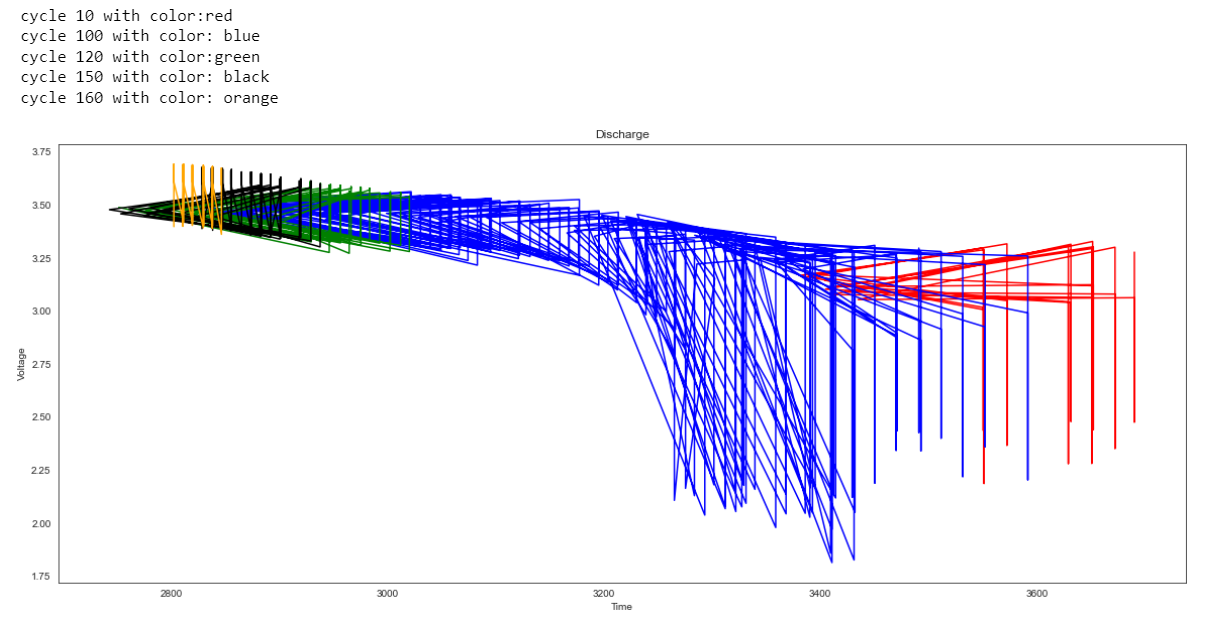 cycle 10 with color:red
cycle 100 with color: blue
cycle 120 with color:green
cycle 150 with color: black
cycle 160 with color: orange
Discharge
3.75
3.50
3.25
3.00
2.75
2.50
2.25
2.00
1.75
Voltage
2800 3000 3200 3400 3600
Time